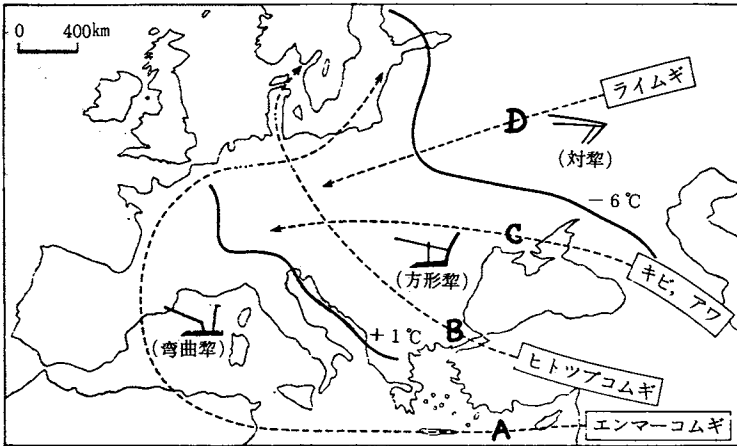 0 400km
ライムギ
D
(対犂)
−6℃
C
(方形犂)
キビ,アワ
B
+1℃
(弯曲犂)
ヒトツブコムギ
A
エンマーコムギ